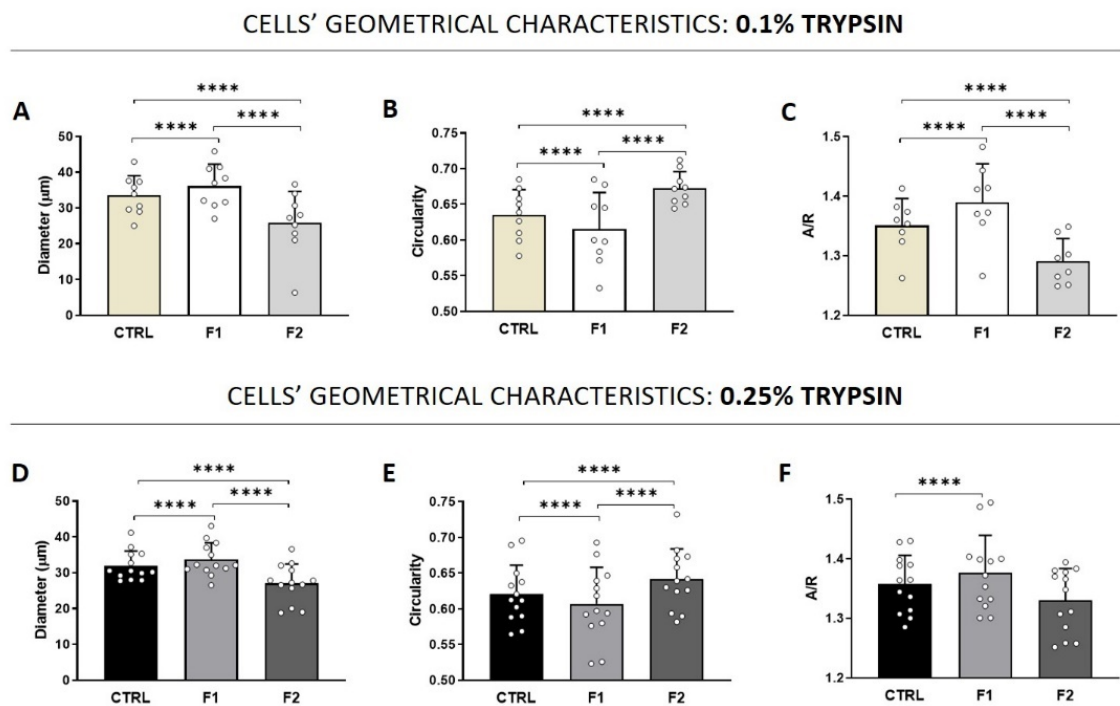 CELLS' GEOMETRICAL CHARACTERISTICS: 0.1% TRYPSIN
A
B
C
****
****
****
****
****
****
****
****
****
Diameter (μm)
50
40
30
20
10
0
CTRL
F1
F2
Circularity
0.75
0.70
0.65
0.60
0.55
0.50
CTRL
F1
F2
A/R
1.5
1.4
1.3
1.2
CTRL
F1
F2
CELLS' GEOMETRICAL CHARACTERISTICS: 0.25% TRYPSIN
D
E
F
****
****
****
****
****
****
****
Diameter (μm)
50
40
30
20
10
0
CTRL
F1
F2
Circularity
0.75
0.70
0.65
0.60
0.55
0.50
CTRL
F1
F2
A/R
1.5
1.4
1.3
1.2
CTRL
F1
F2